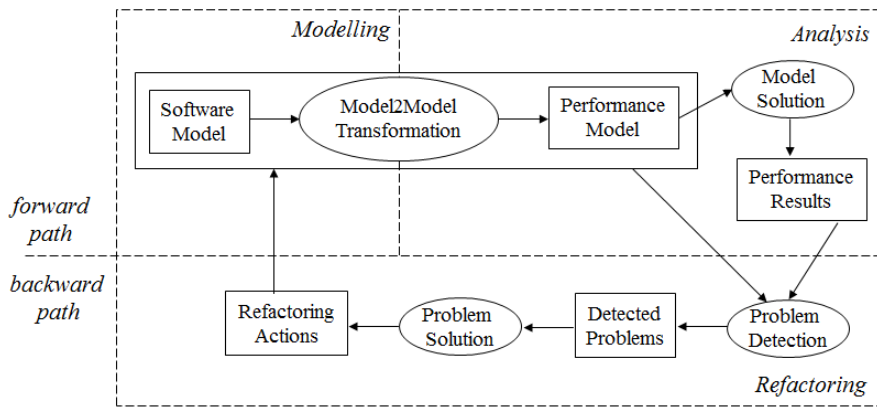 Modelling
Analysis
Software
Model
Model2Model
Transformation
Performance
Model
Model
Solution
Performance
Results
forward
path
backward
path
Refactoring
Actions
Problem
Solution
Detected
Problems
Problem
Detection
Refactoring